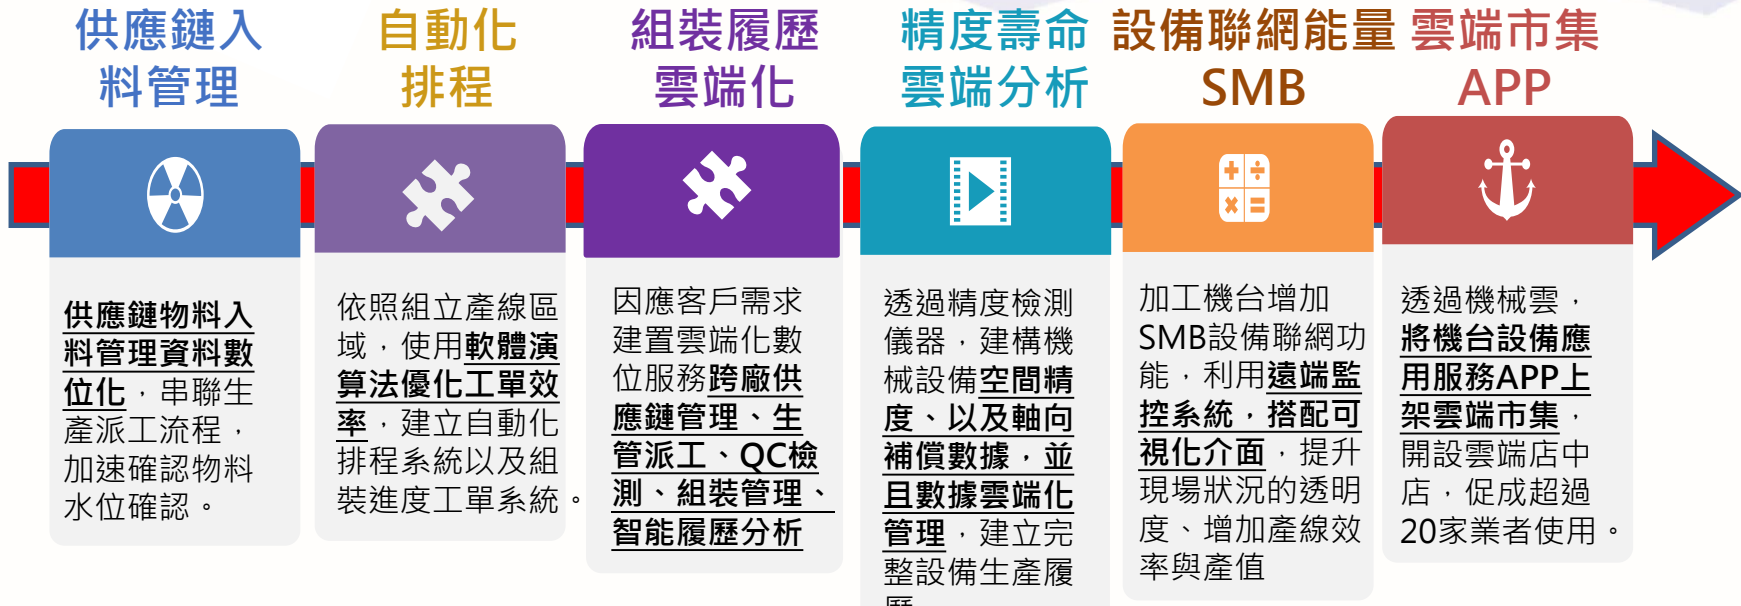 供應鏈入
料管理
自動化
排程
組裝履歷
雲端化
精度壽命
雲端分析
設備聯網能量
SMB
雲端市集
APP
供應鏈物料入
料管理資料數
位化，串聯生
產派工流程，
加速確認物料
水位確認。
依照組立產線區
域，使用軟體演
算法優化工單效
率，建立自動化
排程系統以及組
裝進度工單系統。
因應客戶需求
建置雲端化數
位服務跨廠供
應鏈管理、生
管派工、QC檢
測、組裝管理、
智能履歷分析
透過精度檢測
儀器，建構機
械設備空間精
度、以及軸向
補償數據，並
且數據雲端化
管理，建立完
整設備生產履
加工機台增加
SMB設備聯網功
能，利用遠端監
控系統，搭配可
視化介面，提升
現場狀況的透明
度、增加產線效
率與產值
透過機械雲，
將機台設備應
用服務APP上
架雲端市集，
開設雲端店中
店，促成超過
20家業者使用。